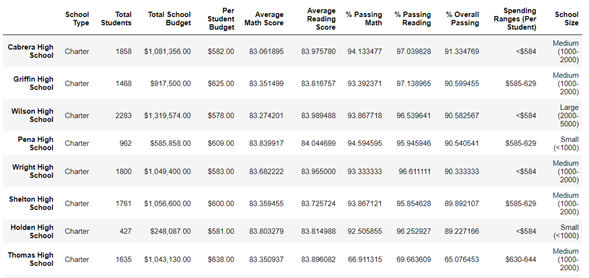 School Type Total Students Total School Budget Per Student Budget Average Math Score Average Reading Score % Passing Math % Passing Reading % Overall Passing Spending Ranges (Per Student) School Size
Cabrera High School Charter 1858 $1,081,356.00 $582.00 83.061895 83.975780 94.133477 97.039828 91.334769 <$584 Medium (1000-2000)
Griffin High School Charter 1468 $917,500.00 $625.00 83.351499 83.816757 93.392371 97.138965 90.599455 $585-629 Medium (1000-2000)
Wilson High School Charter 2283 $1,319,574.00 $578.00 83.274201 83.989488 93.867718 96.539641 90.582567 <$584 Large (2000-5000)
Pena High School Charter 962 $585,858.00 $609.00 83.839917 84.044699 94.594595 95.945946 90.540541 $585-629 Small (<1000)
Wright High School Charter 1800 $1,049,400.00 $583.00 83.682222 83.955000 93.333333 96.611111 90.333333 <$584 Medium (1000-2000)
Shelton High School Charter 1761 $1,056,600.00 $600.00 83.359455 83.725724 93.867121 95.854628 89.892107 $585-629 Medium (1000-2000)
Holden High School Charter 427 $248,087.00 $581.00 83.803279 83.814988 92.505855 96.252927 89.227166 <$584 Small (<1000)
Thomas High School Charter 1635 $1,043,130.00 $638.00 83.350937 83.896082 66.911315 69.663609 65.076453 $630-644 Medium (1000-2000)